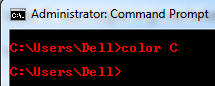 Administrator: Command Prompt
C:\Users\Dell>color C
C:\Users\Dell>